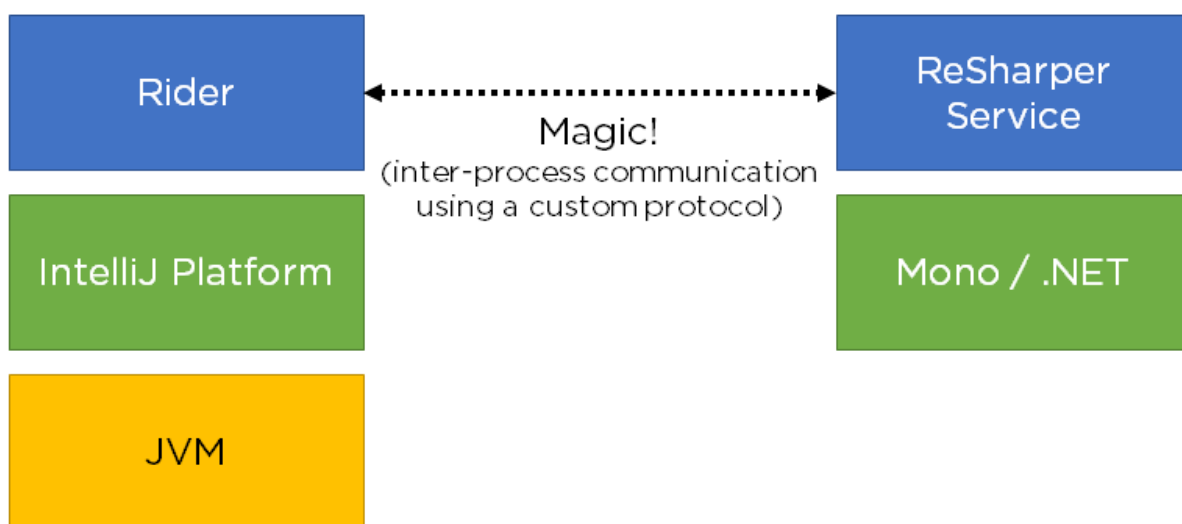 Rider
ReSharper
Service
Magic!
(inter-process communication
using a custom protocol)
IntelliJ Platform
Mono / .NET
JVM